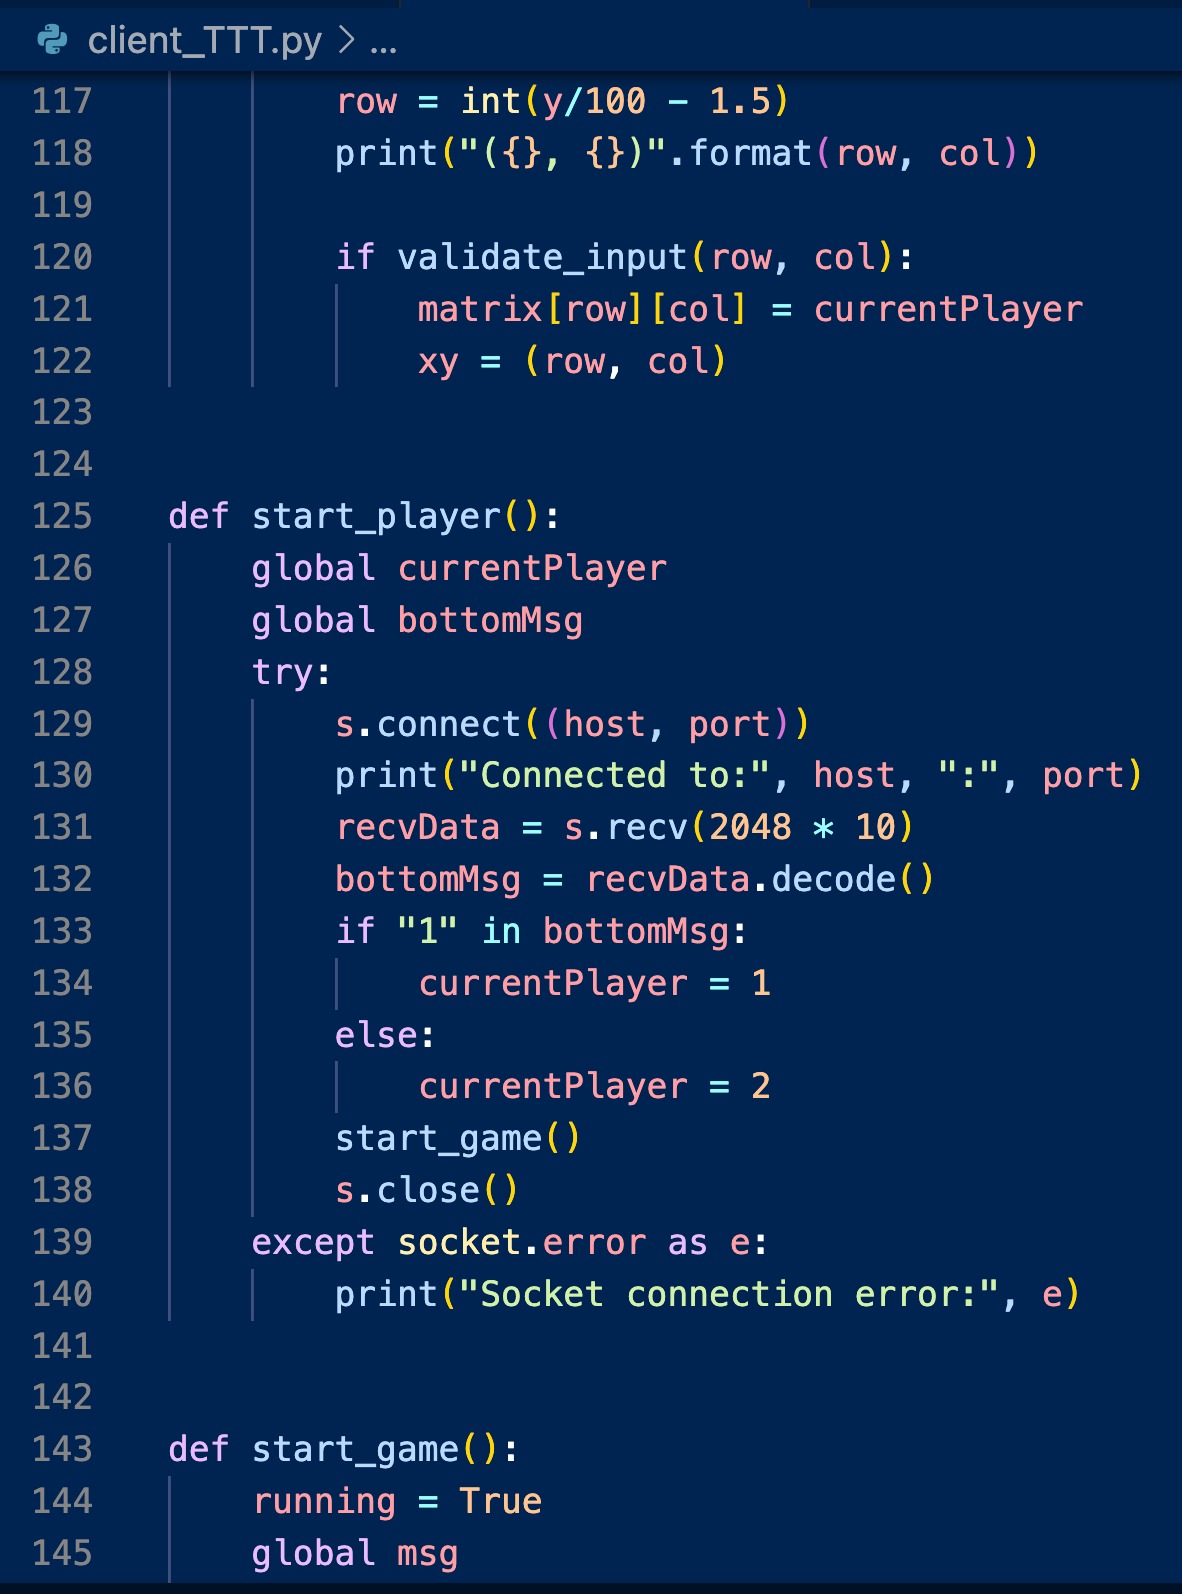 client_TTT.py > ...
117 row = int(y/100 - 1.5)
118 print("({}, {})".format(row, col))
119
120 if validate_input(row, col):
121 matrix[row][col] = currentPlayer
122 xy = (row, col)
123
124
125 def start_player():
126 global currentPlayer
127 global bottomMsg
128 try:
129 s.connect((host, port))
130 print("Connected to:", host, ":", port)
131 recvData = s.recv(2048 * 10)
132 bottomMsg = recvData.decode()
133 if "1" in bottomMsg:
134 currentPlayer = 1
135 else:
136 currentPlayer = 2
137 start_game()
138 s.close()
139 except socket.error as e:
140 print("Socket connection error:", e)
141
142
143 def start_game():
144 running = True
145 global msg